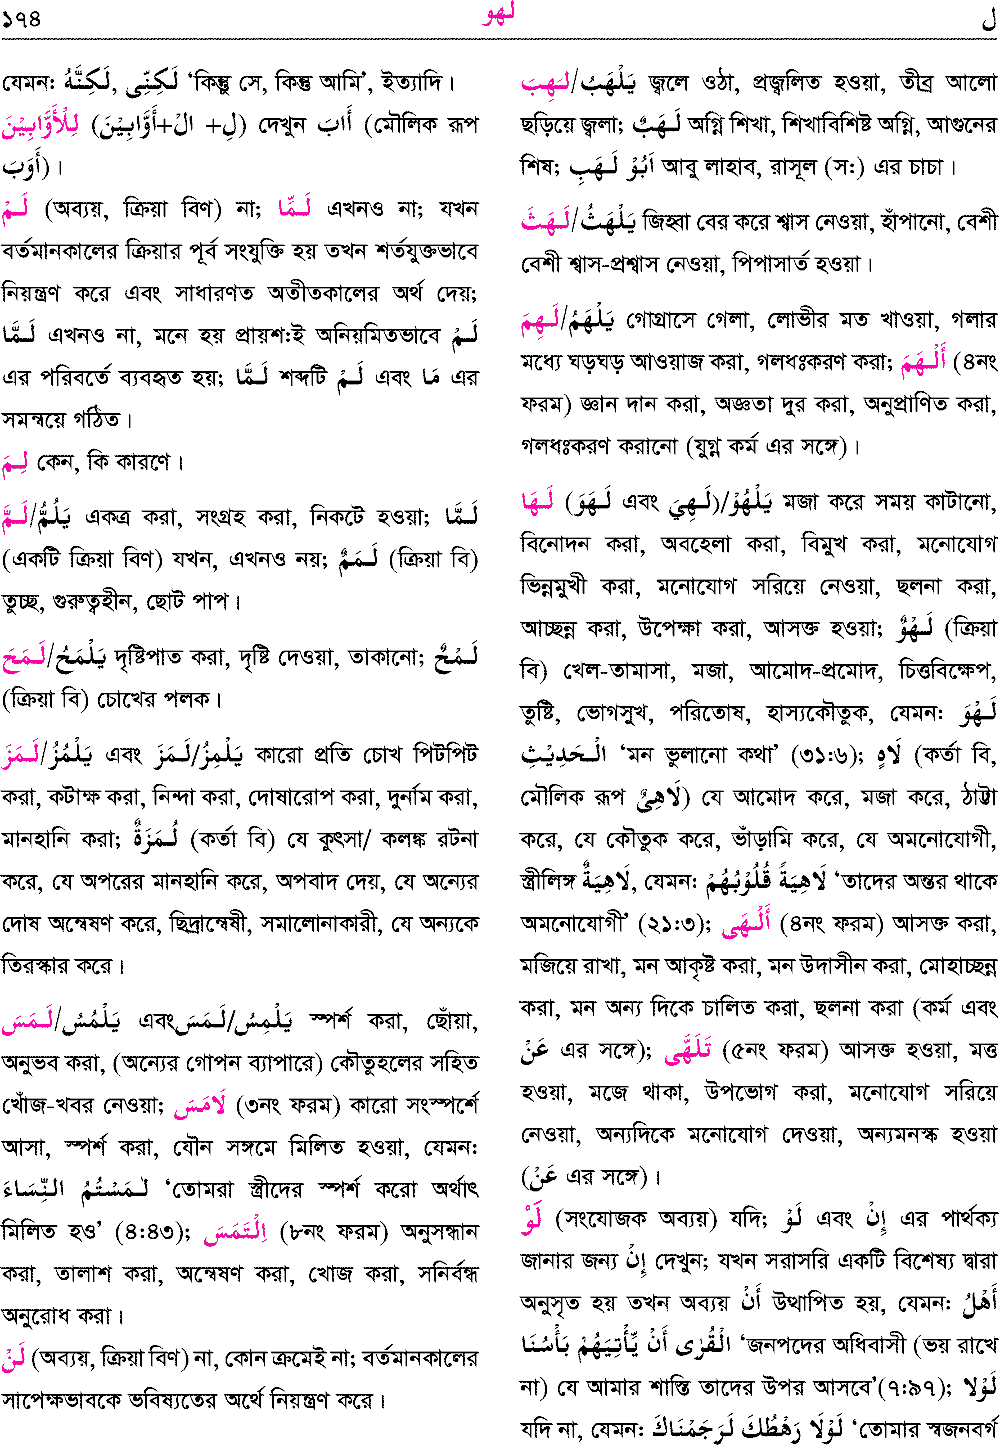 ১৭৪
لهو
ل
যেমন: لَكِنَّهُ, لَكِنِّى ‘কিন্তু সে, কিন্তু আমি’, ইত্যাদি।
لِلْأَوَّابِيْنَ (لِ+ الْ+أَوَّابِيْنَ) দেখুন أَابَ (মৌলিক রূপ
أَوَبَ)।
لَمْ (অব্যয়, ক্রিয়া বিণ) না; لَمَّا এখনও না; যখন
বর্তমানকালের ক্রিয়ার পূর্ব সংযুক্তি হয় তখন শর্তযুক্তভাবে
নিয়ন্ত্রণ করে এবং সাধারণত অতীতকালের অর্থ দেয়;
لَمَّا এখনও না, মনে হয় প্রায়শ:ই অনিয়মিতভাবে لَمْ
এর পরিবর্তে ব্যবহৃত হয়; لَمَّا শব্দটি لَمْ এবং مَا এর
সমন্বয়ে গঠিত।
لِمَ কেন, কি কারণে।
لَمَّ/يَلُمُّ একত্র করা, সংগ্রহ করা, নিকটে হওয়া; لَمَّا
(একটি ক্রিয়া বিণ) যখন, এখনও নয়; لَمَمٌ (ক্রিয়া বি)
তুচ্ছ, গুরুত্বহীন, ছোট পাপ।
لَمَحَ/يَلْمَحُ দৃষ্টিপাত করা, দৃষ্টি দেওয়া, তাকানো; لَمْحٌ
(ক্রিয়া বি) চোখের পলক।
لَمَزَ/يَلْمُزُ এবং لَمَزَ/يَلْمِزُ কারো প্রতি চোখ পিটপিট
করা, কটাক্ষ করা, নিন্দা করা, দোষারোপ করা, দুর্নাম করা,
মানহানি করা; لُمَزَةٌ (কর্তা বি) যে কুৎসা/ কলঙ্ক রটনা
করে, যে অপরের মানহানি করে, অপবাদ দেয়, যে অন্যের
দোষ অন্বেষণ করে, ছিদ্রান্বেষী, সমালোনাকারী, যে অন্যকে
তিরস্কার করে।
لَمَسَ/يَلْمُسُ এবং لَمَسَ/يَلْمِسُ স্পর্শ করা, ছোঁয়া,
অনুভব করা, (অন্যের গোপন ব্যাপারে) কৌতুহলের সহিত
খোঁজ-খবর নেওয়া; لَامَسَ (৩নং ফরম) কারো সংস্পর্শে
আসা, স্পর্শ করা, যৌন সঙ্গমে মিলিত হওয়া, যেমন:
لٰمَسْتُمُ النِّسَاءَ ‘তোমরা স্ত্রীদের স্পর্শ করো অর্থাৎ
মিলিত হও’ (৪:৪৩); اِلْتَمَسَ (৮নং ফরম) অনুসন্ধান
করা, তালাশ করা, অন্বেষণ করা, খোজ করা, সনির্বন্ধ
অনুরোধ করা।
لَنْ (অব্যয়, ক্রিয়া বিণ) না, কোন ক্রমেই না; বর্তমানকালের
সাপেক্ষভাবকে ভবিষ্যতের অর্থে নিয়ন্ত্রণ করে।
لَهِبَ/يَلْهَبُ জ্বলে ওঠা, প্রজ্বলিত হওয়া, তীব্র আলো
ছড়িয়ে জ্বলা; لَهَبٌ অগ্নি শিখা, শিখাবিশিষ্ট অগ্নি, আগুনের
শিষ; اَبُوْ لَهَبٍ আবু লাহাব, রাসূল (স:) এর চাচা।
لَهَثَ/يَلْهَثُ জিহ্বা বের করে শ্বাস নেওয়া, হাঁপানো, বেশী
বেশী শ্বাস-প্রশ্বাস নেওয়া, পিপাসার্ত হওয়া।
لَهِمَ/يَلْهَمُ গোগ্রাসে গেলা, লোভীর মত খাওয়া, গলার
মধ্যে ঘড়ঘড় আওয়াজ করা, গলধঃকরণ করা; أَلْهَمَ (৪নং
ফরম) জ্ঞান দান করা, অজ্ঞতা দুর করা, অনুপ্রাণিত করা,
গলধঃকরণ করানো (যুগ্ন কর্ম এর সঙ্গে)।
لَهَا (لَهَوَ এবং لَهِيَ)/يَلْهُوْ মজা করে সময় কাটানো,
বিনোদন করা, অবহেলা করা, বিমুখ করা, মনোযোগ
ভিন্নমুখী করা, মনোযোগ সরিয়ে নেওয়া, ছলনা করা,
আচ্ছন্ন করা, উপেক্ষা করা, আসক্ত হওয়া; لَهْوٌ (ক্রিয়া
বি) খেল-তামাসা, মজা, আমোদ-প্রমোদ, চিত্তবিক্ষেপ,
তুষ্টি, ভোগসুখ, পরিতোষ, হাস্যকৌতুক, যেমন: لَهْوَ
الْحَدِيْثِ ‘মন ভুলানো কথা’ (৩১:৬); لَاهٍ (কর্তা বি,
মৌলিক রূপ لَاهِىٌ) যে আমোদ করে, মজা করে, ঠাট্টা
করে, যে কৌতুক করে, ভাঁড়ামি করে, যে অমনোযোগী,
স্ত্রীলিঙ্গ لَاهِيَةٌ, যেমন: لَاهِيَةً قُلُوْبُهُمْ ‘তাদের অন্তর থাকে
অমনোযোগী’ (২১:৩); أَلْهَى (৪নং ফরম) আসক্ত করা,
মজিয়ে রাখা, মন আকৃষ্ট করা, মন উদাসীন করা, মোহাচ্ছন্ন
করা, মন অন্য দিকে চালিত করা, ছলনা করা (কর্ম এবং
عَنْ এর সঙ্গে); تَلَهَّى (৫নং ফরম) আসক্ত হওয়া, মত্ত
হওয়া, মজে থাকা, উপভোগ করা, মনোযোগ সরিয়ে
নেওয়া, অন্যদিকে মনোযোগ দেওয়া, অন্যমনস্ক হওয়া
(عَنْ এর সঙ্গে)।
لَوْ (সংযোজক অব্যয়) যদি; لَوْ এবং إِنْ এর পার্থক্য
জানার জন্য إِنْ দেখুন; যখন সরাসরি একটি বিশেষ্য দ্বারা
অনুসৃত হয় তখন অব্যয় أَنْ উত্থাপিত হয়, যেমন: أَهْلُ
الْقُرٰى أَنْ يَّأْتِيَهُمْ بَأْسُنَا ‘জনপদের অধিবাসী (ভয় রাখে
না) যে আমার শাস্তি তাদের উপর আসবে’(৭:৯৭); لَوْلا
যদি না, যেমন: لَوْلَا رَهْطُكَ لَرَجَمْنَاكَ ‘তোমার স্বজনবর্গ